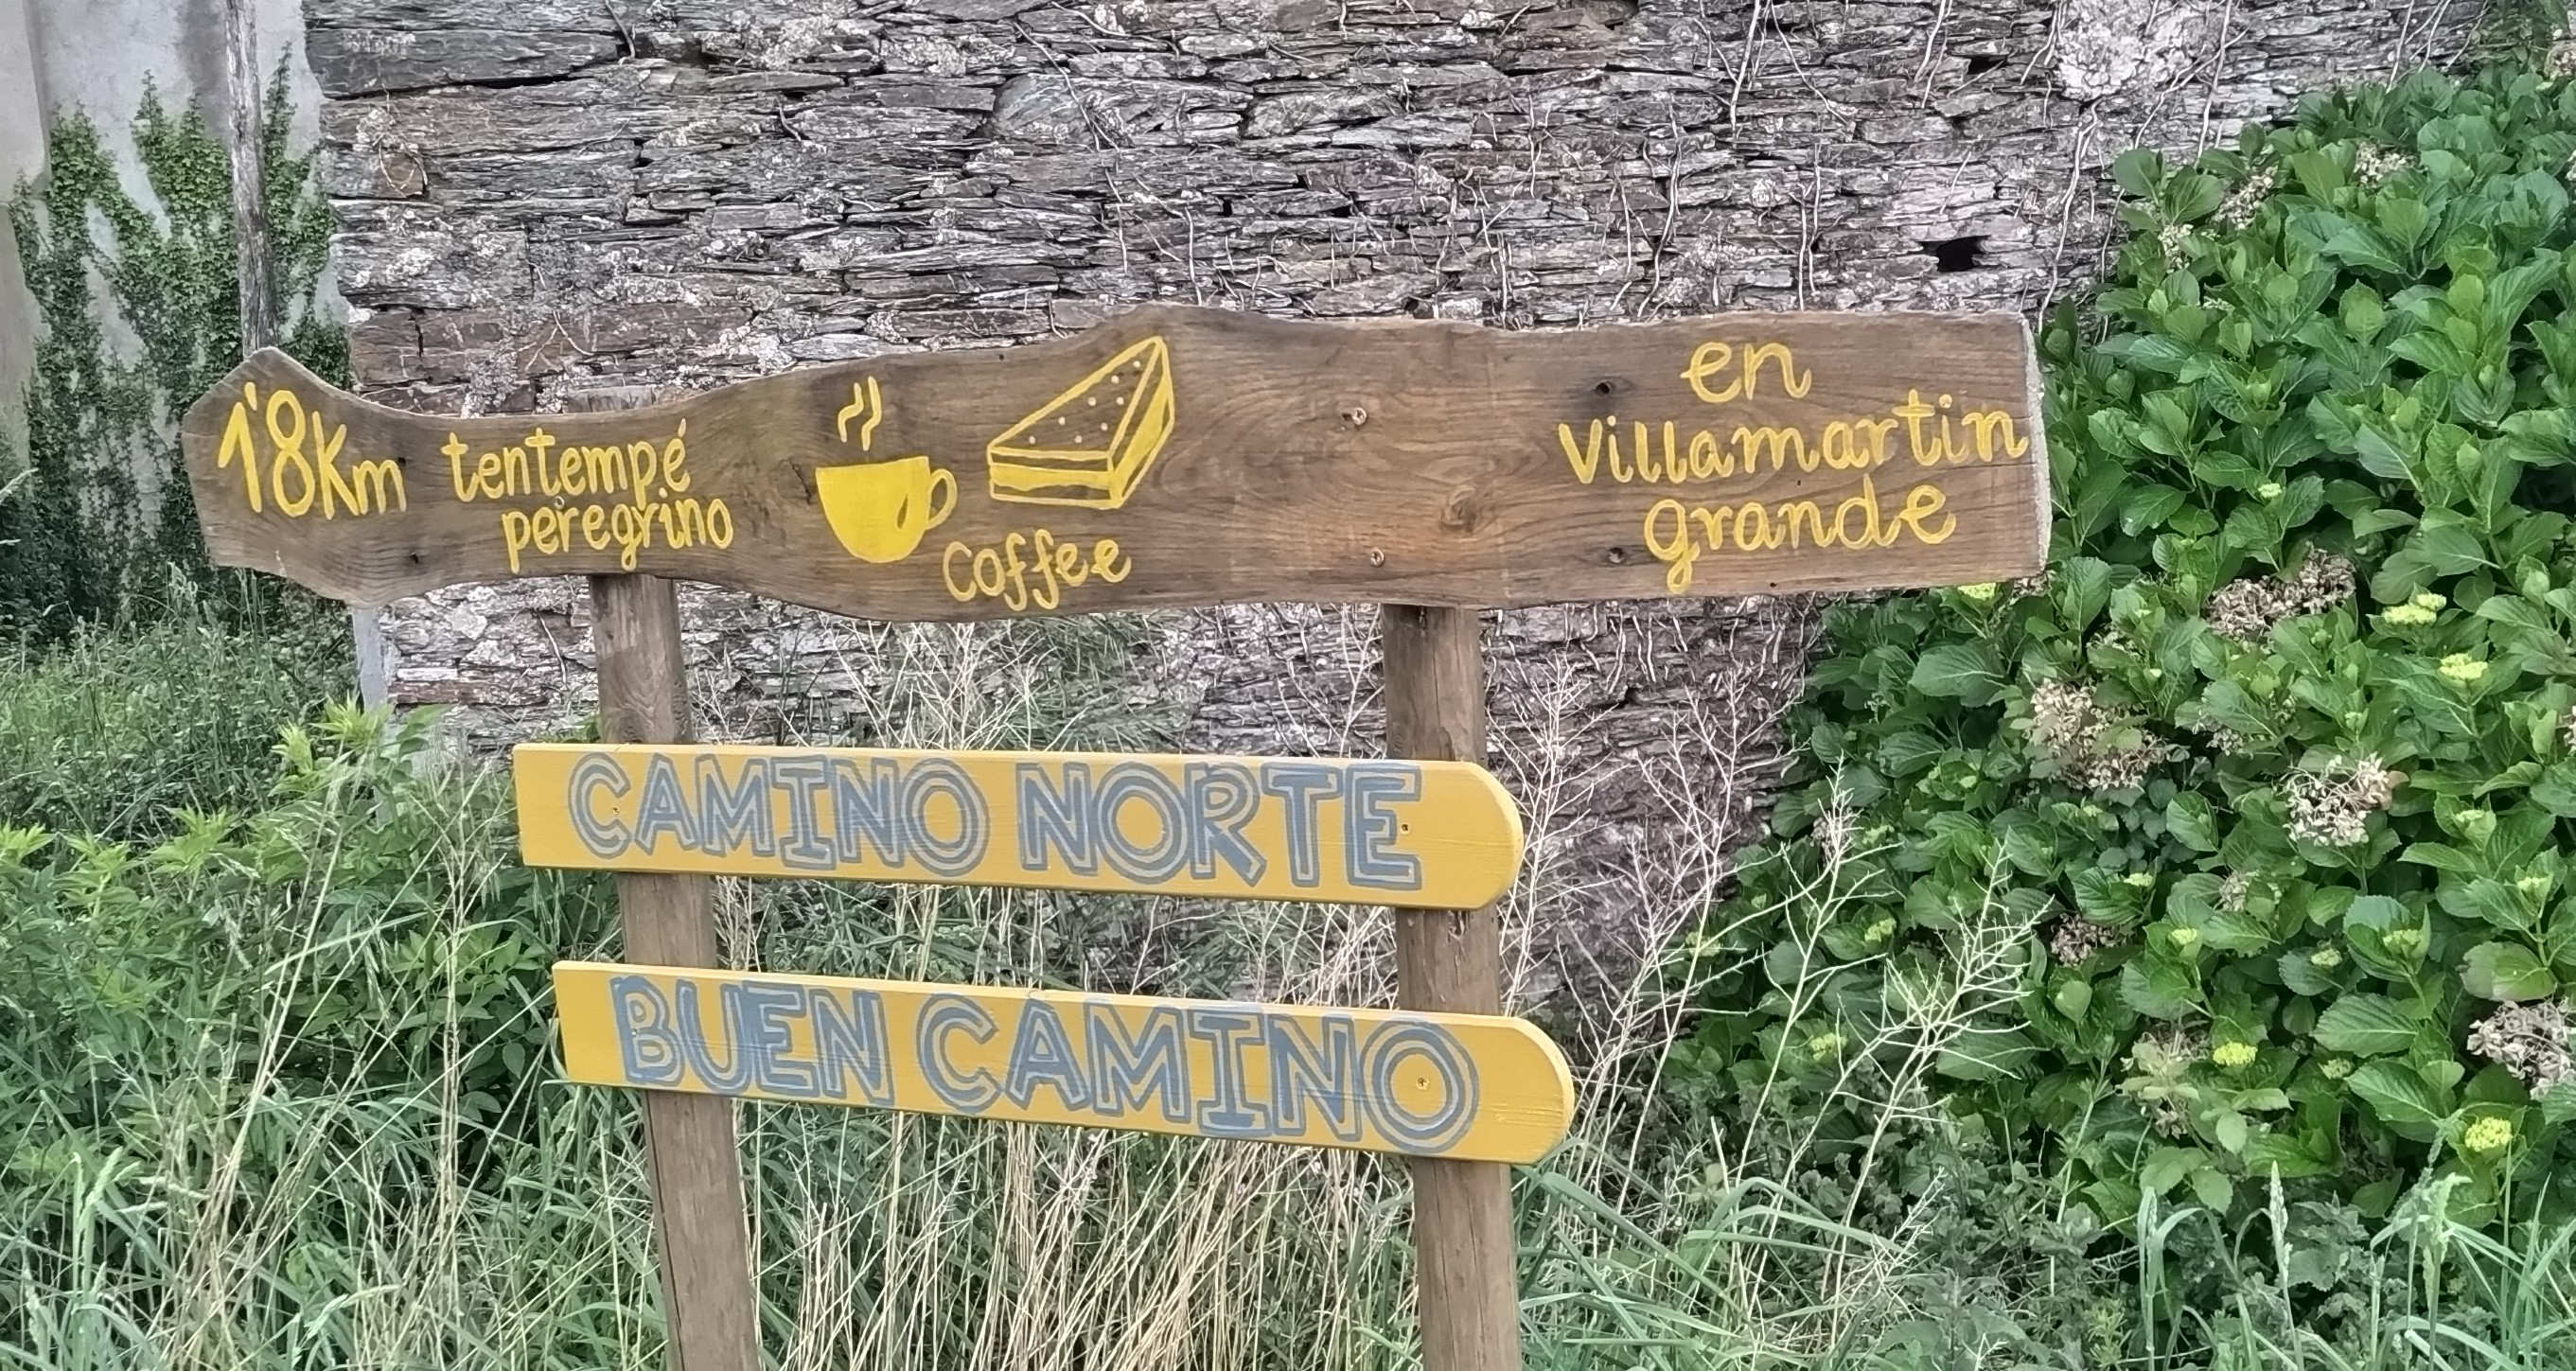 1'8Km
tentempé
peregrino
Coffee
en
villamartin
grande
CAMINO NORTE
BUEN CAMINO